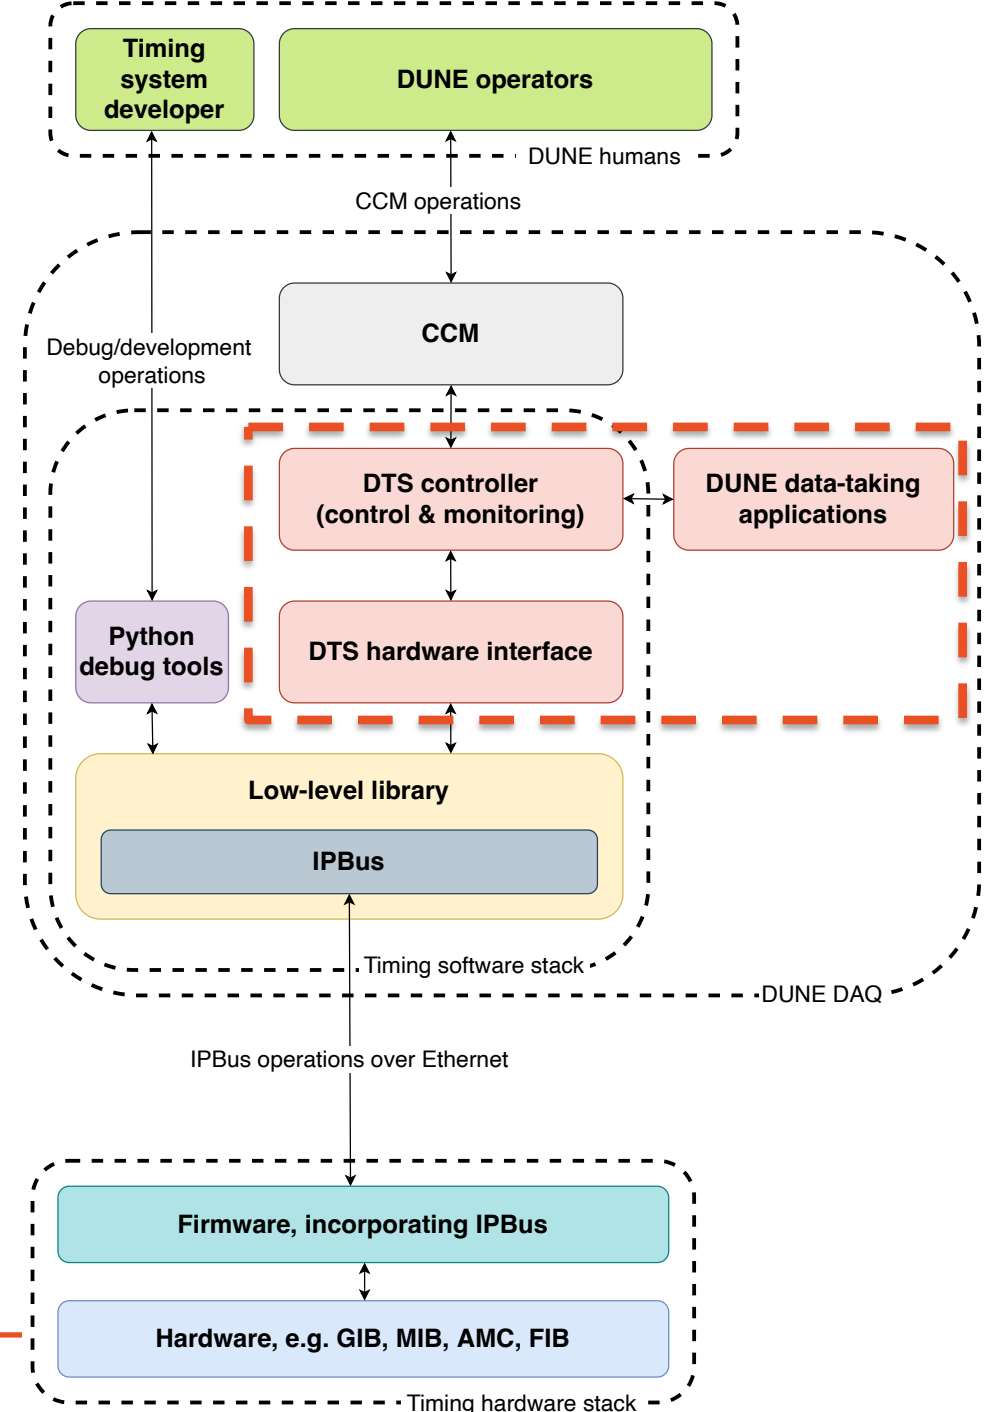 Timing
system
developer
DUNE operators
DUNE humans
CCM operations
CCM
Debug/development
operations
DTS controller
(control & monitoring)
DUNE data-taking
applications
Python
debug tools
DTS hardware interface
Low-level library
IPBus
Timing software stack
DUNE DAQ
IPBus operations over Ethernet
Firmware, incorporating IPBus
Hardware, e.g. GIB, MIB, AMC, FIB
Timing hardware stack